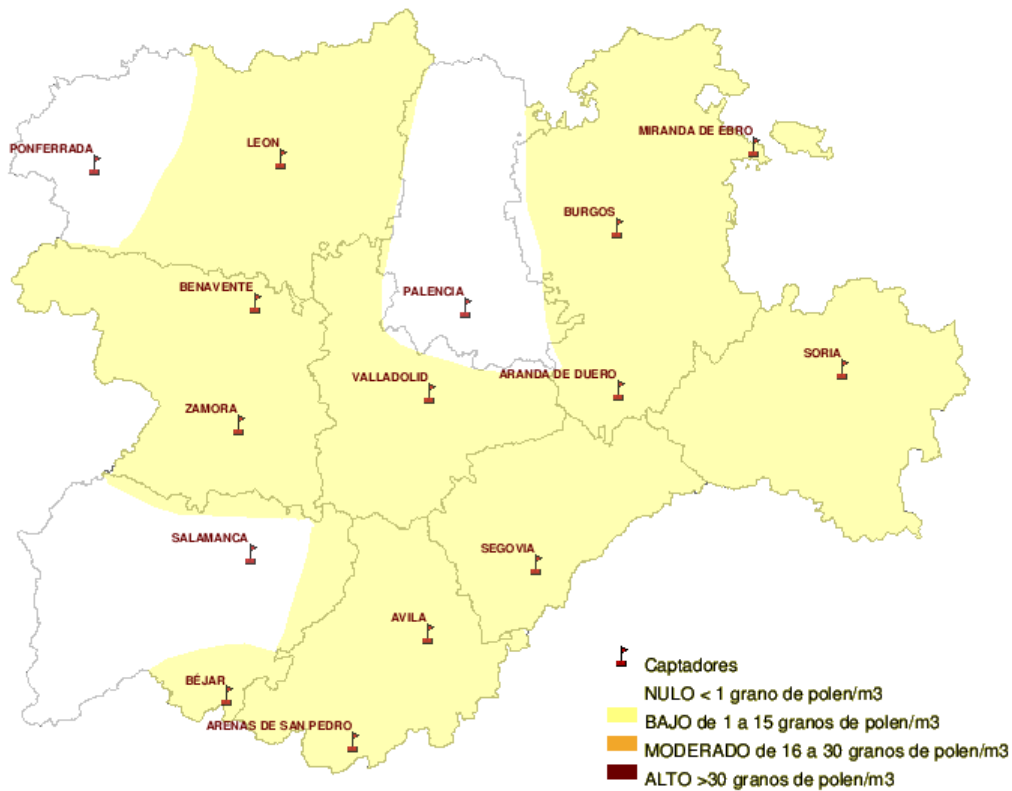 MIRANDA DE EBRO
LEON
PONFERRADA
BURGOS
BENAVENTE
PALENCIA
SORIA
ARANDA DE DUERO
VALLADOLID
ZAMORA
SALAMANCA
SEGOVIA
AVILA
BÉJAR
ARENAS DE SAN PEDRO
Captadores
NULO < 1 grano de polen/m3
BAJO de 1 a 15 granos de polen/m3
MODERADO de 16 a 30 granos de polen/m3
ALTO >30 granos de polen/m3